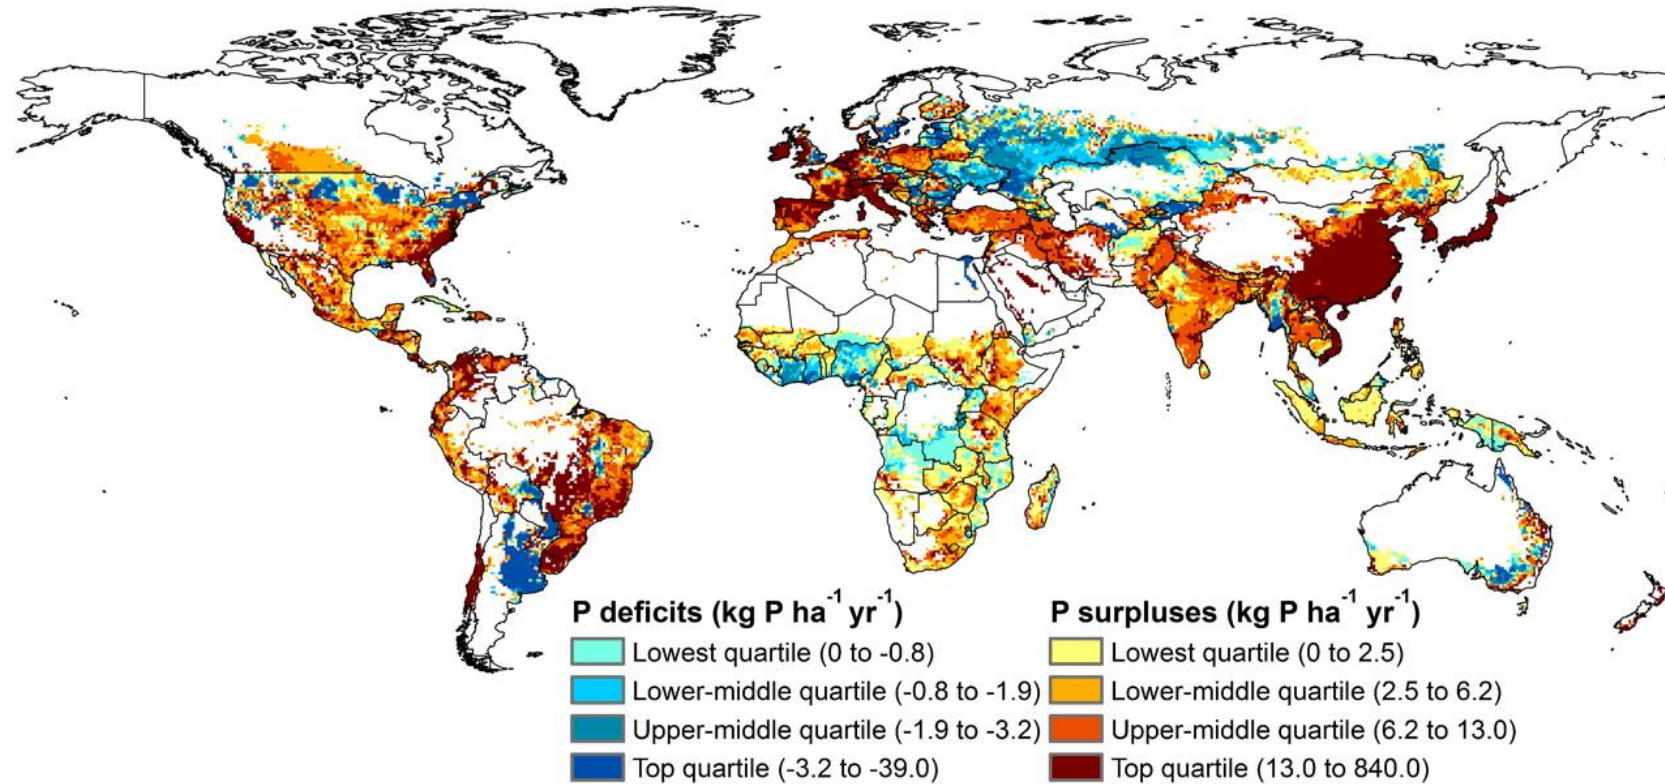 P deficits (kg P ha⁻¹ yr⁻¹)
Lowest quartile (0 to -0.8)
Lower-middle quartile (-0.8 to -1.9)
Upper-middle quartile (-1.9 to -3.2)
Top quartile (-3.2 to -39.0)
P surpluses (kg P ha⁻¹ yr⁻¹)
Lowest quartile (0 to 2.5)
Lower-middle quartile (2.5 to 6.2)
Upper-middle quartile (6.2 to 13.0)
Top quartile (13.0 to 840.0)